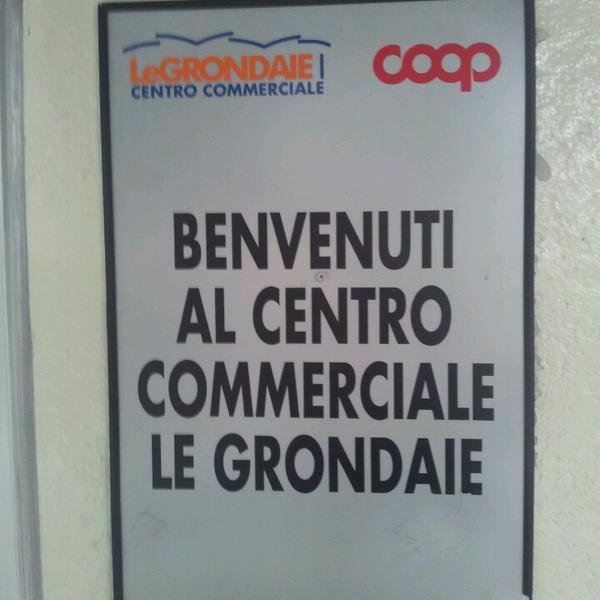 LeGRONDAIE
CENTRO COMMERCIALE
coop
BENVENUTI
AL CENTRO
COMMERCIALE
LE GRONDAIE